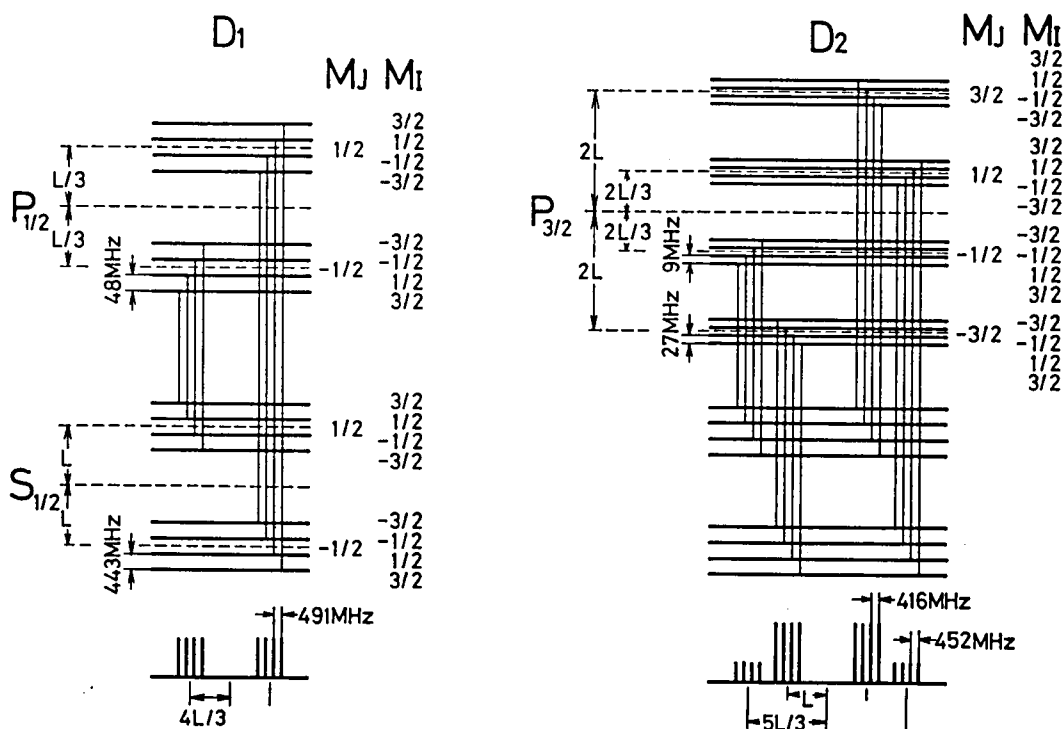 D1
MJ MI
3/2
1/2
1/2
-1/2
-3/2
L/3
P1/2
L/3
-3/2
-1/2
-1/2
1/2
3/2
48MHz
3/2
1/2
1/2
-1/2
-3/2
L
S1/2
L
-3/2
-1/2
-1/2
1/2
3/2
443MHz
491MHz
4L/3
D2
MJ MI
3/2
1/2
3/2
-1/2
-3/2
2L
3/2
1/2
1/2
-1/2
-3/2
2L/3
P3/2
2L/3
2L
-3/2
-1/2
-1/2
1/2
3/2
9MHz
-3/2
-3/2
-1/2
1/2
3/2
27MHz
416MHz
452MHz
L
5L/3